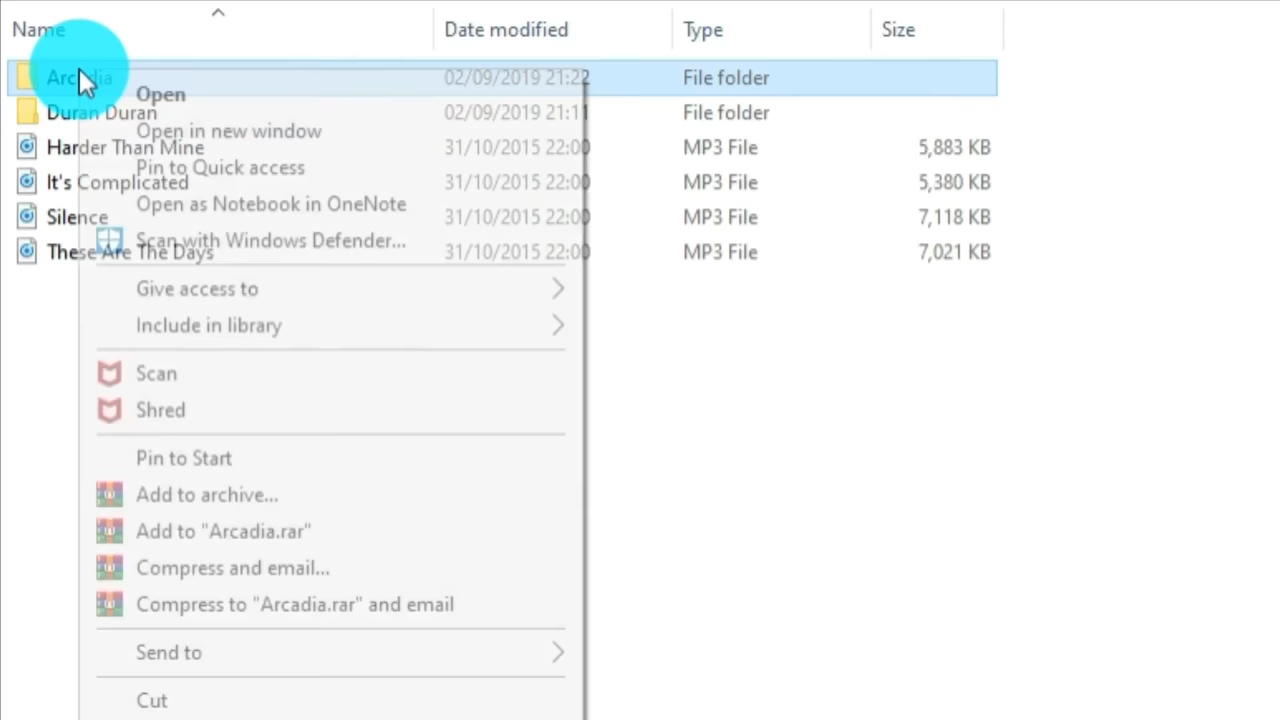 Name Date modified Type Size
Arcadia 02/09/2019 21:22 File folder
Duran Duran 02/09/2019 21:11 File folder
Harder Than Mine 31/10/2015 22:00 MP3 File 5,883 KB
It's Complicated 31/10/2015 22:00 MP3 File 5,380 KB
Silence 31/10/2015 22:00 MP3 File 7,118 KB
These Are The Days 31/10/2015 22:00 MP3 File 7,021 KB
Open
Open in new window
Pin to Quick access
Open as Notebook in OneNote
Scan with Windows Defender...
Give access to
Include in library
Scan
Shred
Pin to Start
Add to archive...
Add to "Arcadia.rar"
Compress and email...
Compress to "Arcadia.rar" and email
Send to
Cut